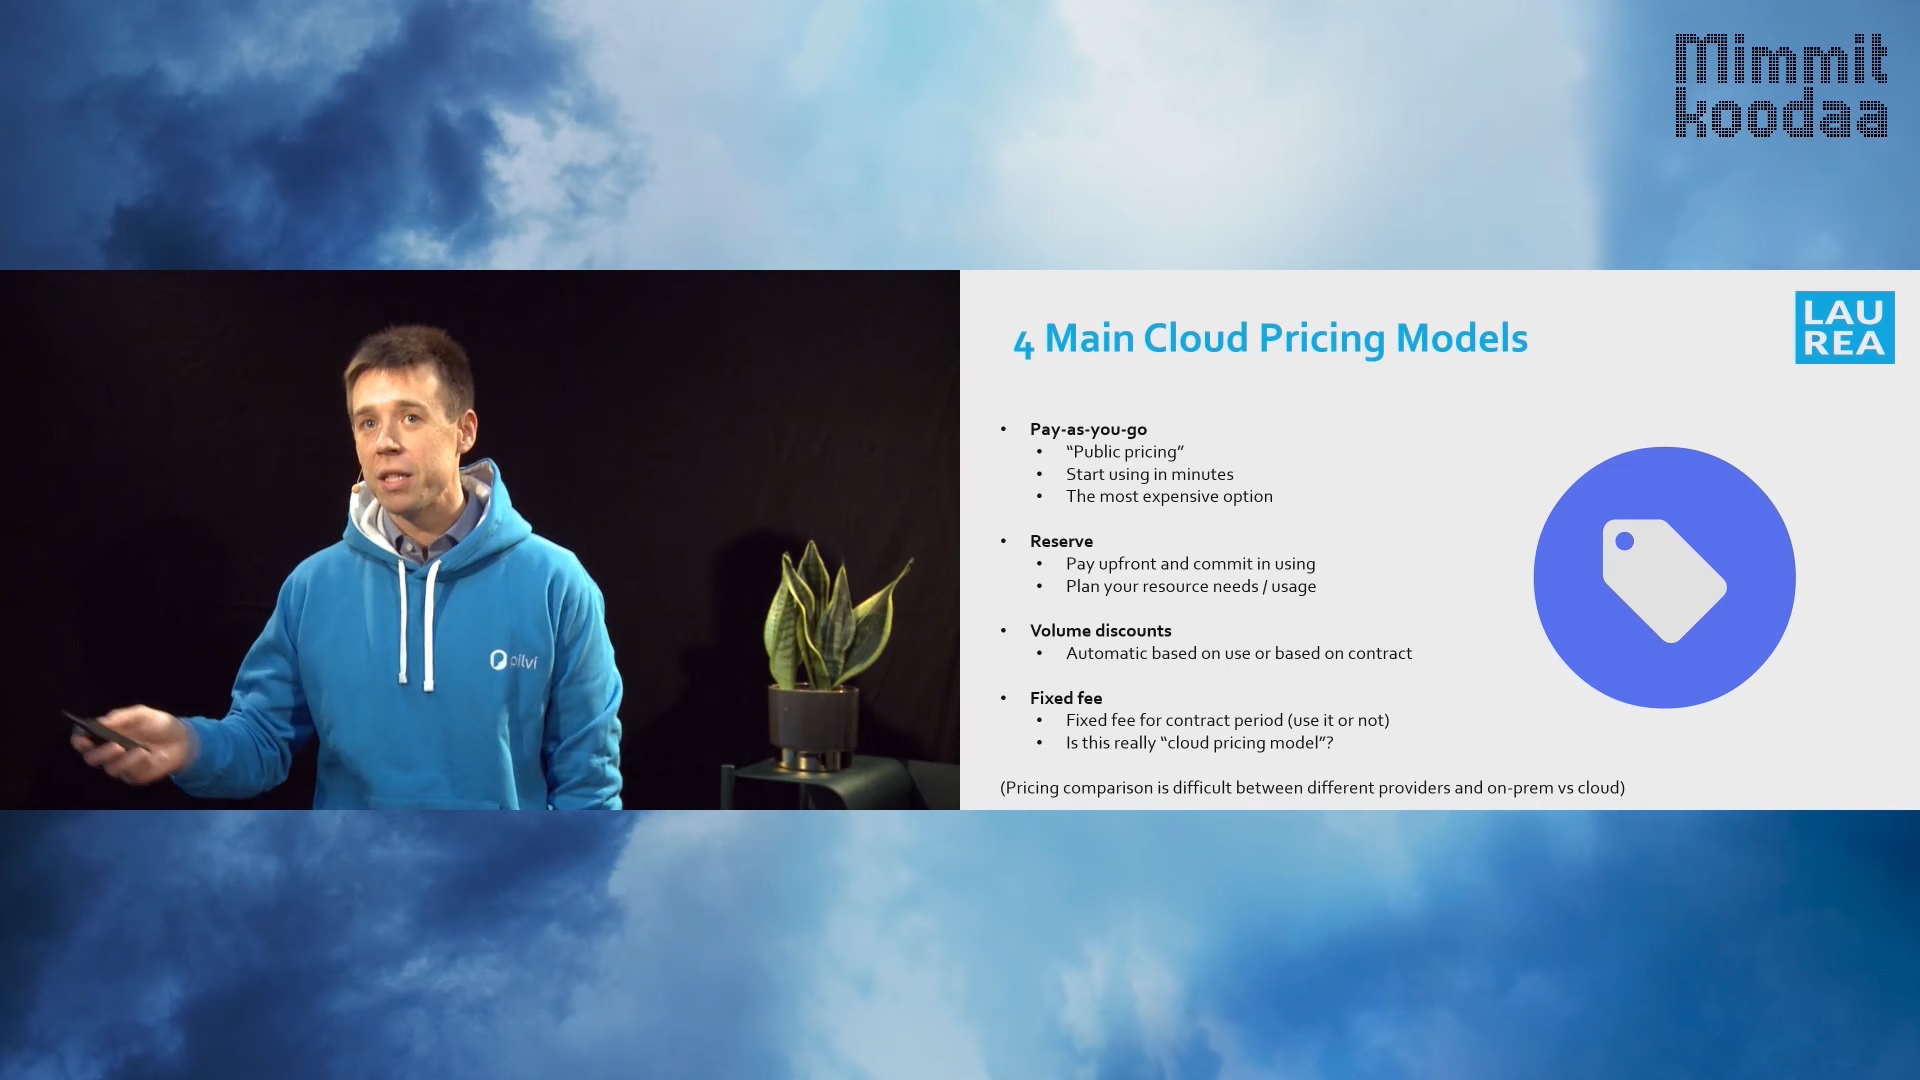 Mimmit
koodaa
4 Main Cloud Pricing Models
LAU
REA
• Pay-as-you-go
• “Public pricing”
• Start using in minutes
• The most expensive option
• Reserve
• Pay upfront and commit in using
• Plan your resource needs / usage
• Volume discounts
• Automatic based on use or based on contract
• Fixed fee
• Fixed fee for contract period (use it or not)
• Is this really “cloud pricing model”?
(Pricing comparison is difficult between different providers and on-prem vs cloud)
pilvi